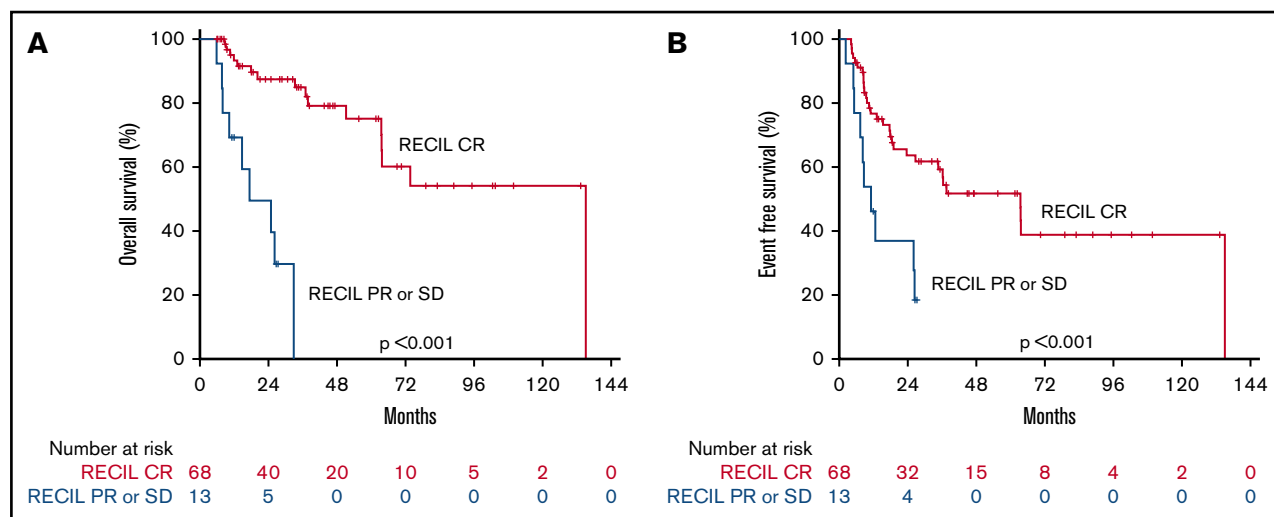 A
Overall survival (%)
100
80
60
40
20
0
RECIL CR
RECIL PR or SD
p <0.001
0 24 48 72 96 120 144
Months
Number at risk
RECIL CR 68 40 20 10 5 2 0
RECIL PR or SD 13 5 0 0 0 0 0
B
Event free survival (%)
100
80
60
40
20
0
RECIL CR
RECIL PR or SD
p <0.001
0 24 48 72 96 120 144
Months
Number at risk
RECIL CR 68 32 15 8 4 2 0
RECIL PR or SD 13 4 0 0 0 0 0